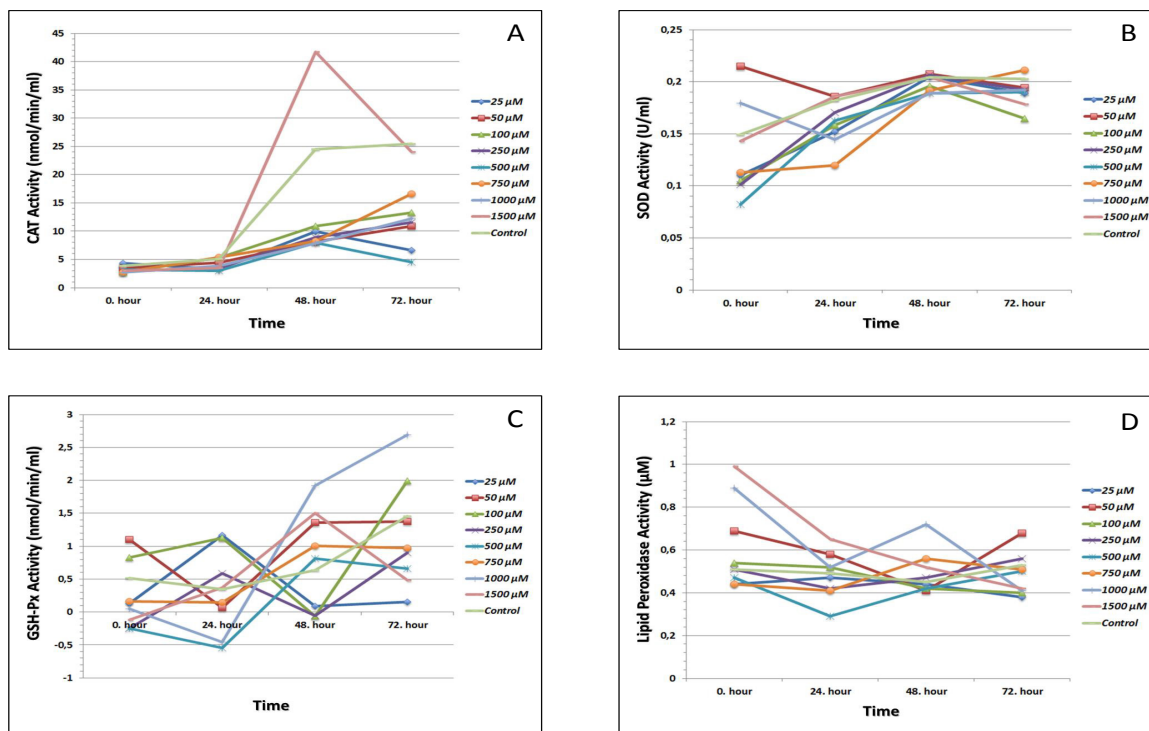 A
CAT Activity (nmol/min/ml)
45
40
35
30
25
20
15
10
5
0
0. hour 24. hour 48. hour 72. hour
Time
25 µM
50 µM
100 µM
250 µM
500 µM
750 µM
1000 µM
1500 µM
Control
B
SOD Activity (U/ml)
0,25
0,2
0,15
0,1
0,05
0
0. hour 24. hour 48. hour 72. hour
Time
25 µM
50 µM
100 µM
250 µM
500 µM
750 µM
1000 µM
1500 µM
Control
C
GSH-Px Activity (nmol/min/ml)
3
2,5
2
1,5
1
0,5
0
-0,5
-1
0. hour 24. hour 48. hour 72. hour
Time
25 µM
50 µM
100 µM
250 µM
500 µM
750 µM
1000 µM
1500 µM
Control
D
Lipid Peroxidase Activity (µM)
1,2
1
0,8
0,6
0,4
0,2
0
0. hour 24. hour 48. hour 72. hour
Time
25 µM
50 µM
100 µM
250 µM
500 µM
750 µM
1000 µM
1500 µM
Control